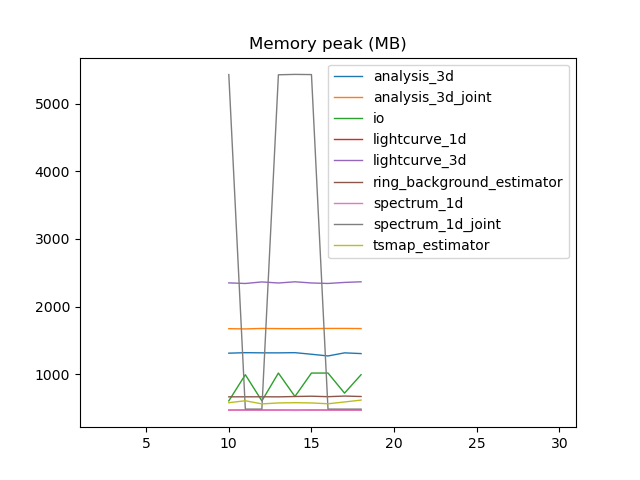 Memory peak (MB)
analysis_3d
analysis_3d_joint
io
lightcurve_1d
lightcurve_3d
ring_background_estimator
spectrum_1d
spectrum_1d_joint
tsmap_estimator
5000
4000
3000
2000
1000
5 10 15 20 25 30